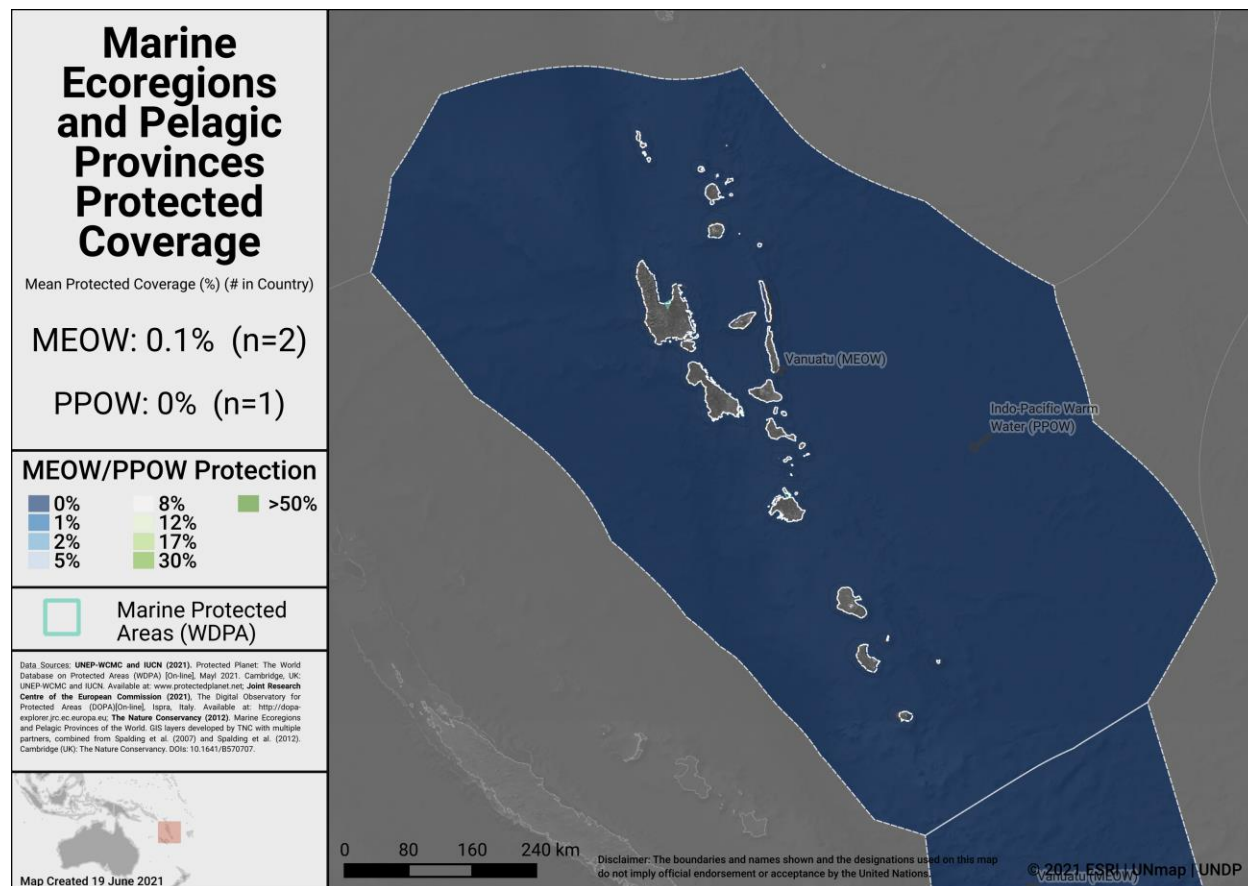 Marine
Ecoregions
and Pelagic
Provinces
Protected
Coverage
Mean Protected Coverage (%) (# in Country)
MEOW: 0.1% (n=2)
PPOW: 0% (n=1)
MEOW/PPOW Protection
0% 8% >50%
1% 12%
2% 17%
5% 30%
Marine Protected
Areas (WDPA)
Data Sources: UNEP-WCMC and IUCN (2021). Protected Planet: The World
Database on Protected Areas (WDPA) [On-line], Mayl 2021. Cambridge, UK:
UNEP-WCMC and IUCN. Available at: www.protectedplanet.net; Joint Research
Centre of the European Commission (2021), The Digital Observatory for
Protected Areas (DOPA)[On-line], Ispra, Italy. Available at: http://dopa-
explorer.jrc.ec.europa.eu; The Nature Conservancy (2012). Marine Ecoregions
and Pelagic Provinces of the World. GIS layers developed by TNC with multiple
partners, combined from Spalding et al. (2007) and Spalding et al. (2012).
Cambridge (UK): The Nature Conservancy. DOIs: 10.1641/B570707.
Map Created 19 June 2021
Vanuatu (MEOW)
Indo-Pacific Warm
Water (PPOW)
0 80 160 240 km
Disclaimer: The boundaries and names shown and the designations used on this map
do not imply official endorsement or acceptance by the United Nations.
© 2021 ESRI | UNmap | UNDP
Vanuatu (MEOW)